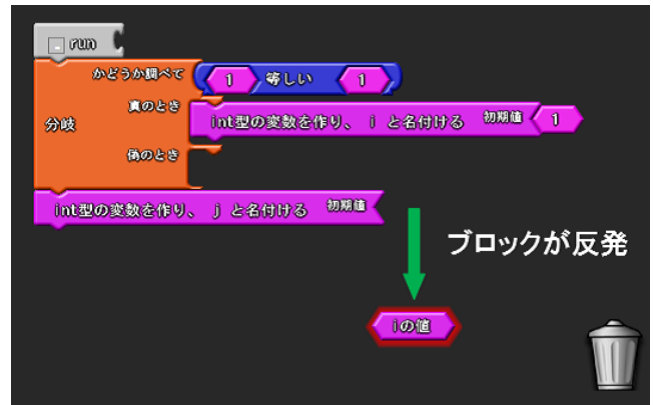 run
かどうか調べて 1 等しい 1
真のとき int型の変数を作り、 i と名付ける 初期値 1
分岐
偽のとき
int型の変数を作り、 j と名付ける 初期値
ブロックが反発
iの値